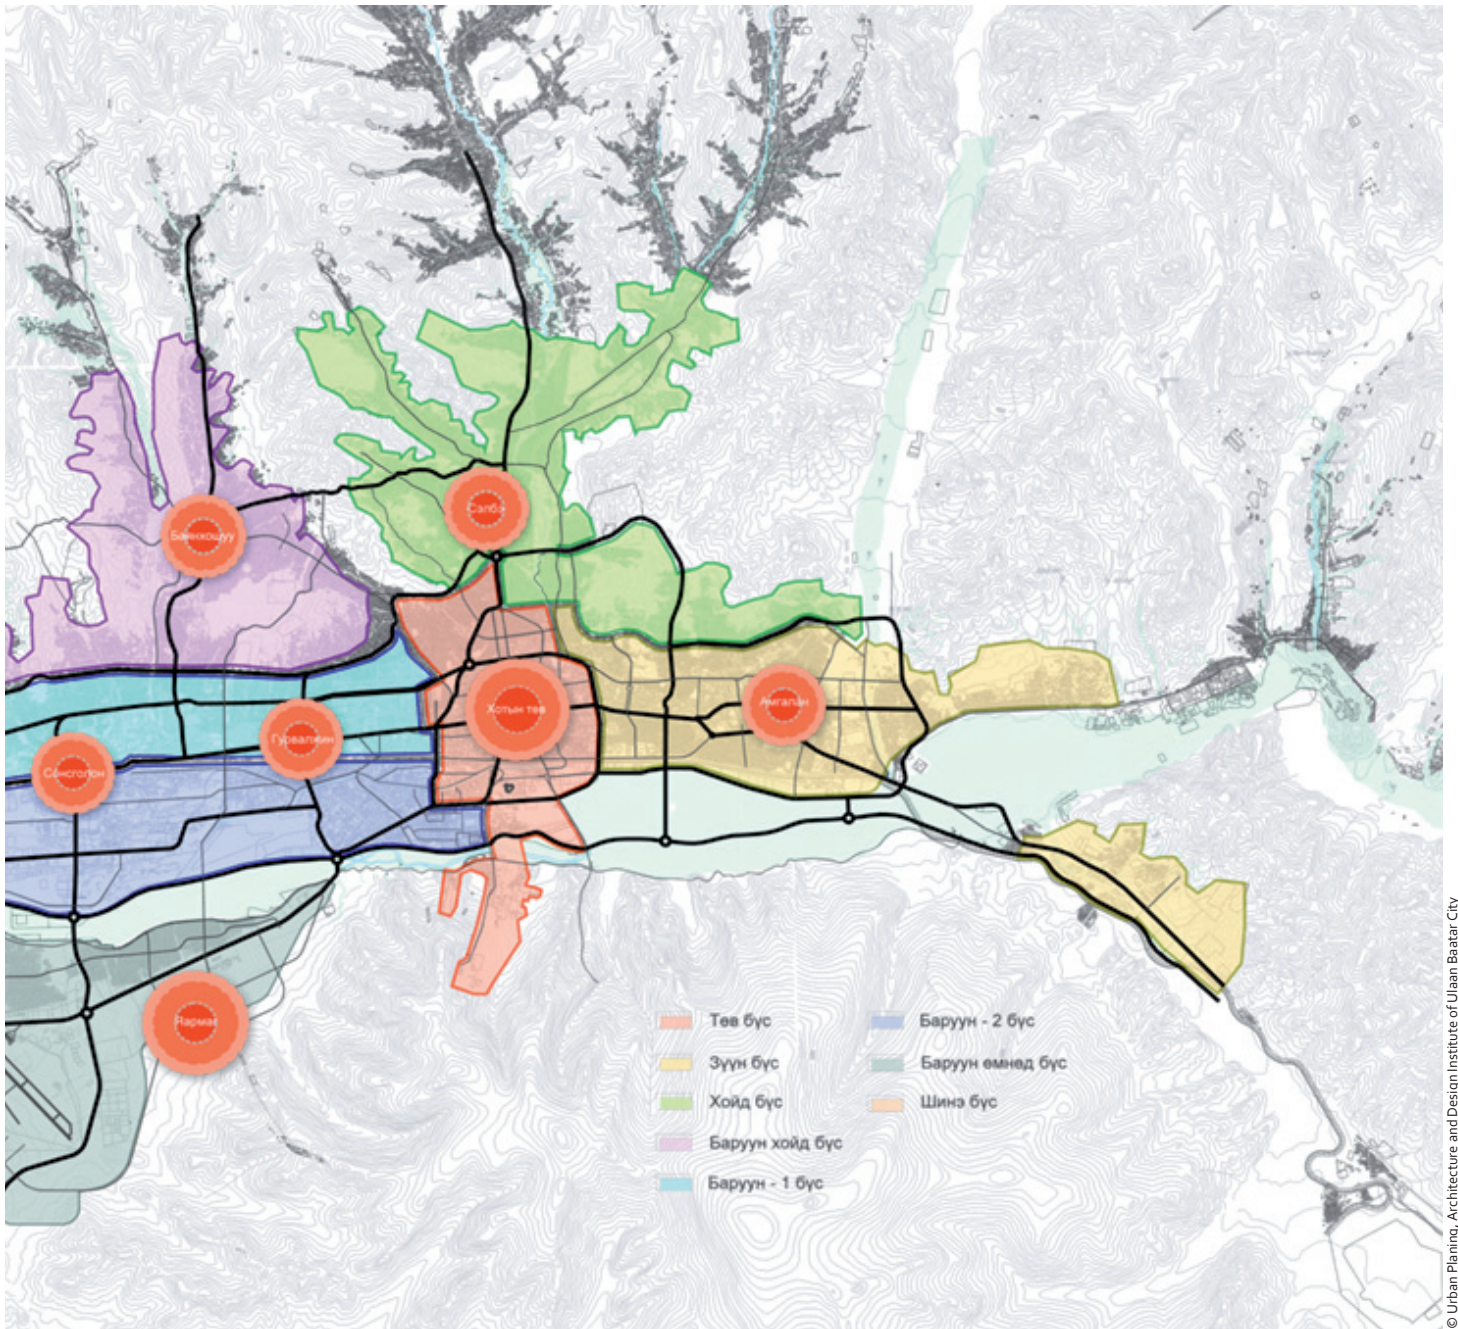 Сэлбэ
Баянхошуу
Хотын төв
Амгалан
Гурвалжин
Сонсголон
Яармаг
Төв бүс
Зүүн бүс
Хойд бүс
Баруун хойд бүс
Баруун - 1 бүс
Баруун - 2 бүс
Баруун өмнөд бүс
Шинэ бүс
© Urban Planing, Architecture and Design Institute of Ulaan Baatar City